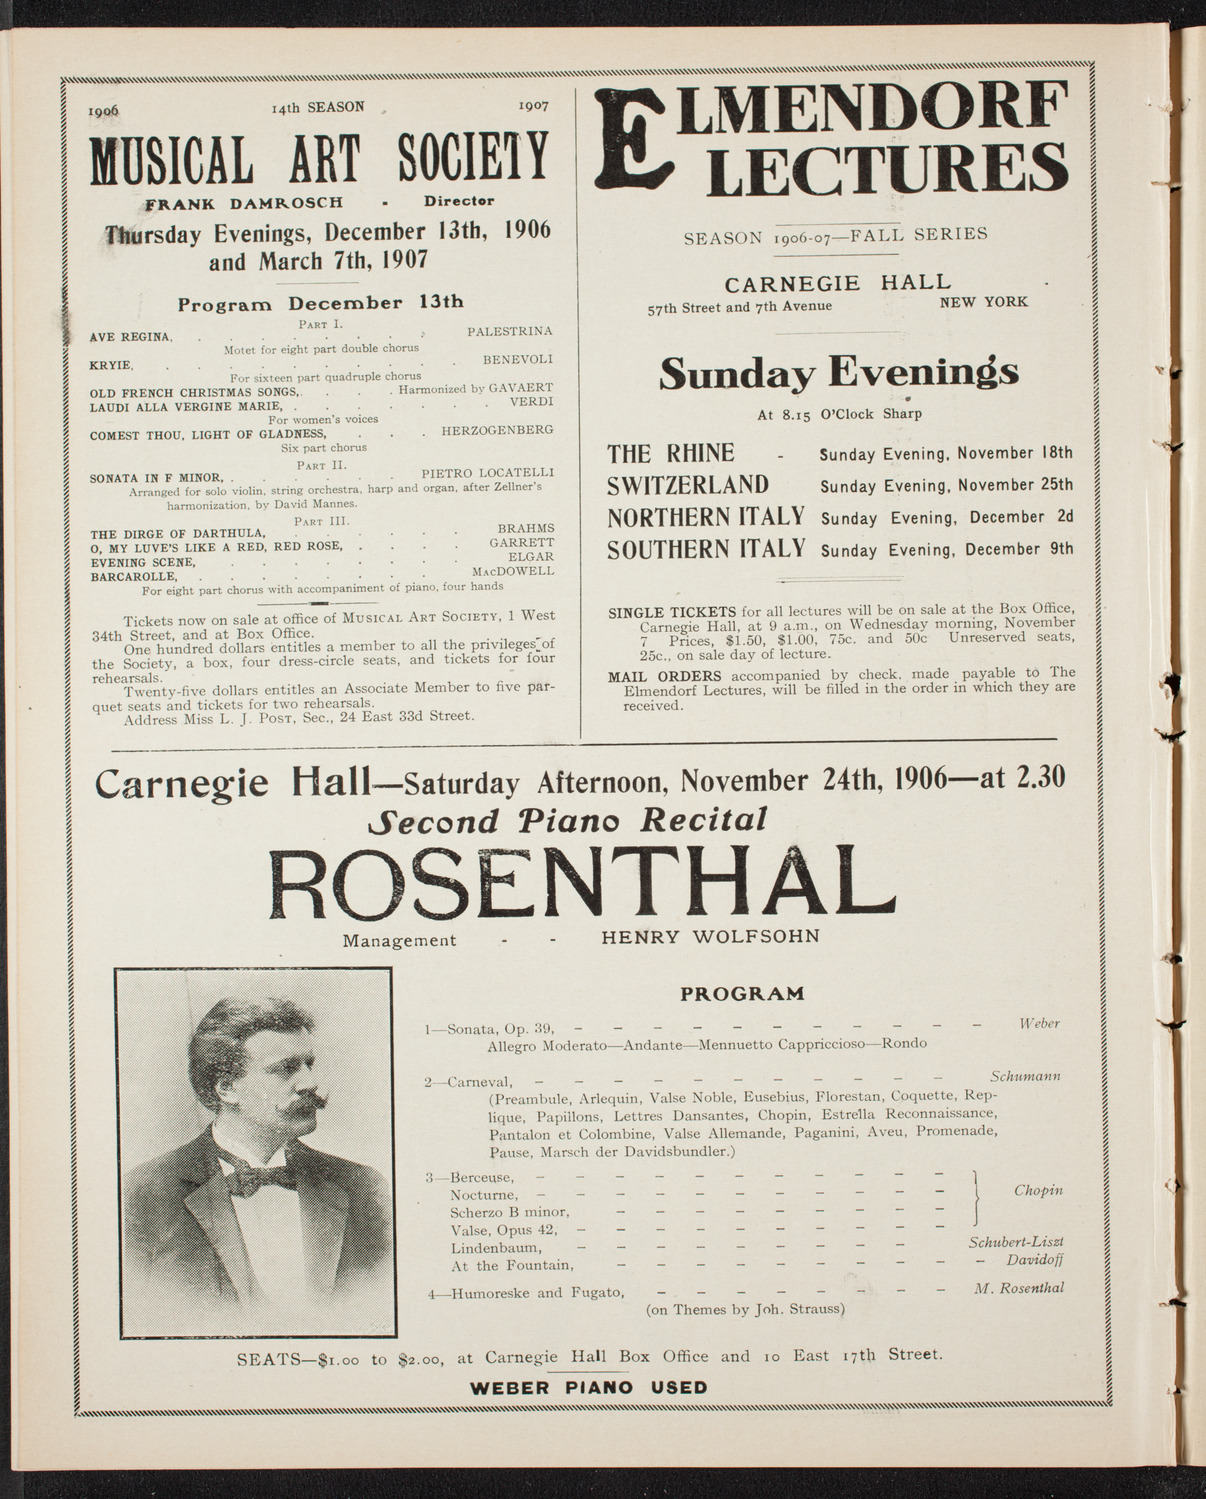 1906 14th SEASON 1907
MUSICAL ART SOCIETY
FRANK DAMROSCH - Director
Thursday Evenings, December 13th, 1906
and March 7th, 1907
Program December 13th
PART I.
AVE REGINA, . . . . . . . . PALESTRINA
Motet for eight part double chorus
KRYIE, . . . . . . . . . BENEVOLI
For sixteen part quadruple chorus
OLD FRENCH CHRISTMAS SONGS,. . . . Harmonized by GAVAERT
LAUDI ALLA VERGINE MARIE, . . . . . . . VERDI
For women's voices
COMEST THOU, LIGHT OF GLADNESS, . . . HERZOGENBERG
Six part chorus
PART II.
SONATA IN F MINOR, . . . . . . PIETRO LOCATELLI
Arranged for solo violin, string orchestra, harp and organ, after Zellner's
harmonization, by David Mannes.
PART III.
THE DIRGE OF DARTHULA, . . . . . . BRAHMS
O, MY LUVE'S LIKE A RED, RED ROSE, . . . . GARRETT
EVENING SCENE, . . . . . . . . ELGAR
BARCAROLLE, . . . . . . . . MACDOWELL
For eight part chorus with accompaniment of piano, four hands
Tickets now on sale at office of MUSICAL ART SOCIETY, 1 West
34th Street, and at Box Office.
One hundred dollars entitles a member to all the privileges of
the Society, a box, four dress-circle seats, and tickets for four
rehearsals.
Twenty-five dollars entitles an Associate Member to five par-
quet seats and tickets for two rehearsals.
Address Miss L. J. POST, Sec., 24 East 33d Street.
ELMENDORF
LECTURES
SEASON 1906-07—FALL SERIES
CARNEGIE HALL
57th Street and 7th Avenue NEW YORK
Sunday Evenings
At 8.15 O'Clock Sharp
THE RHINE - Sunday Evening, November 18th
SWITZERLAND Sunday Evening, November 25th
NORTHERN ITALY Sunday Evening, December 2d
SOUTHERN ITALY Sunday Evening, December 9th
SINGLE TICKETS for all lectures will be on sale at the Box Office,
Carnegie Hall, at 9 a.m., on Wednesday morning, November
7 Prices, $1.50, $1.00, 75c. and 50c Unreserved seats,
25c., on sale day of lecture.
MAIL ORDERS accompanied by check, made payable to The
Elmendorf Lectures, will be filled in the order in which they are
received.
Carnegie Hall—Saturday Afternoon, November 24th, 1906—at 2.30
Second Piano Recital
ROSENTHAL
Management - - HENRY WOLFSOHN
PROGRAM
1—Sonata, Op. 39, – – – – – – – – – – – Weber
Allegro Moderato—Andante—Mennuetto Cappriccioso—Rondo
2—Carneval, – – – – – – – – – – – Schumann
(Preambule, Arlequin, Valse Noble, Eusebius, Florestan, Coquette, Rep-
lique, Papillons, Lettres Dansantes, Chopin, Estrella Reconnaissance,
Pantalon et Colombine, Valse Allemande, Paganini, Aveu, Promenade,
Pause, Marsch der Davidsbundler.)
3—Berceuse, – – – – – – – – – – –
Nocturne, – – – – – – – – – – – Chopin
Scherzo B minor, – – – – – – – – –
Valse, Opus 42, – – – – – – – – – –
Lindenbaum, – – – – – – – – – Schubert-Liszt
At the Fountain, – – – – – – – – – – Davidoff
4—Humoreske and Fugato, – – – – – – – – M. Rosenthal
(on Themes by Joh. Strauss)
SEATS—$1.00 to $2.00, at Carnegie Hall Box Office and 10 East 17th Street.
WEBER PIANO USED